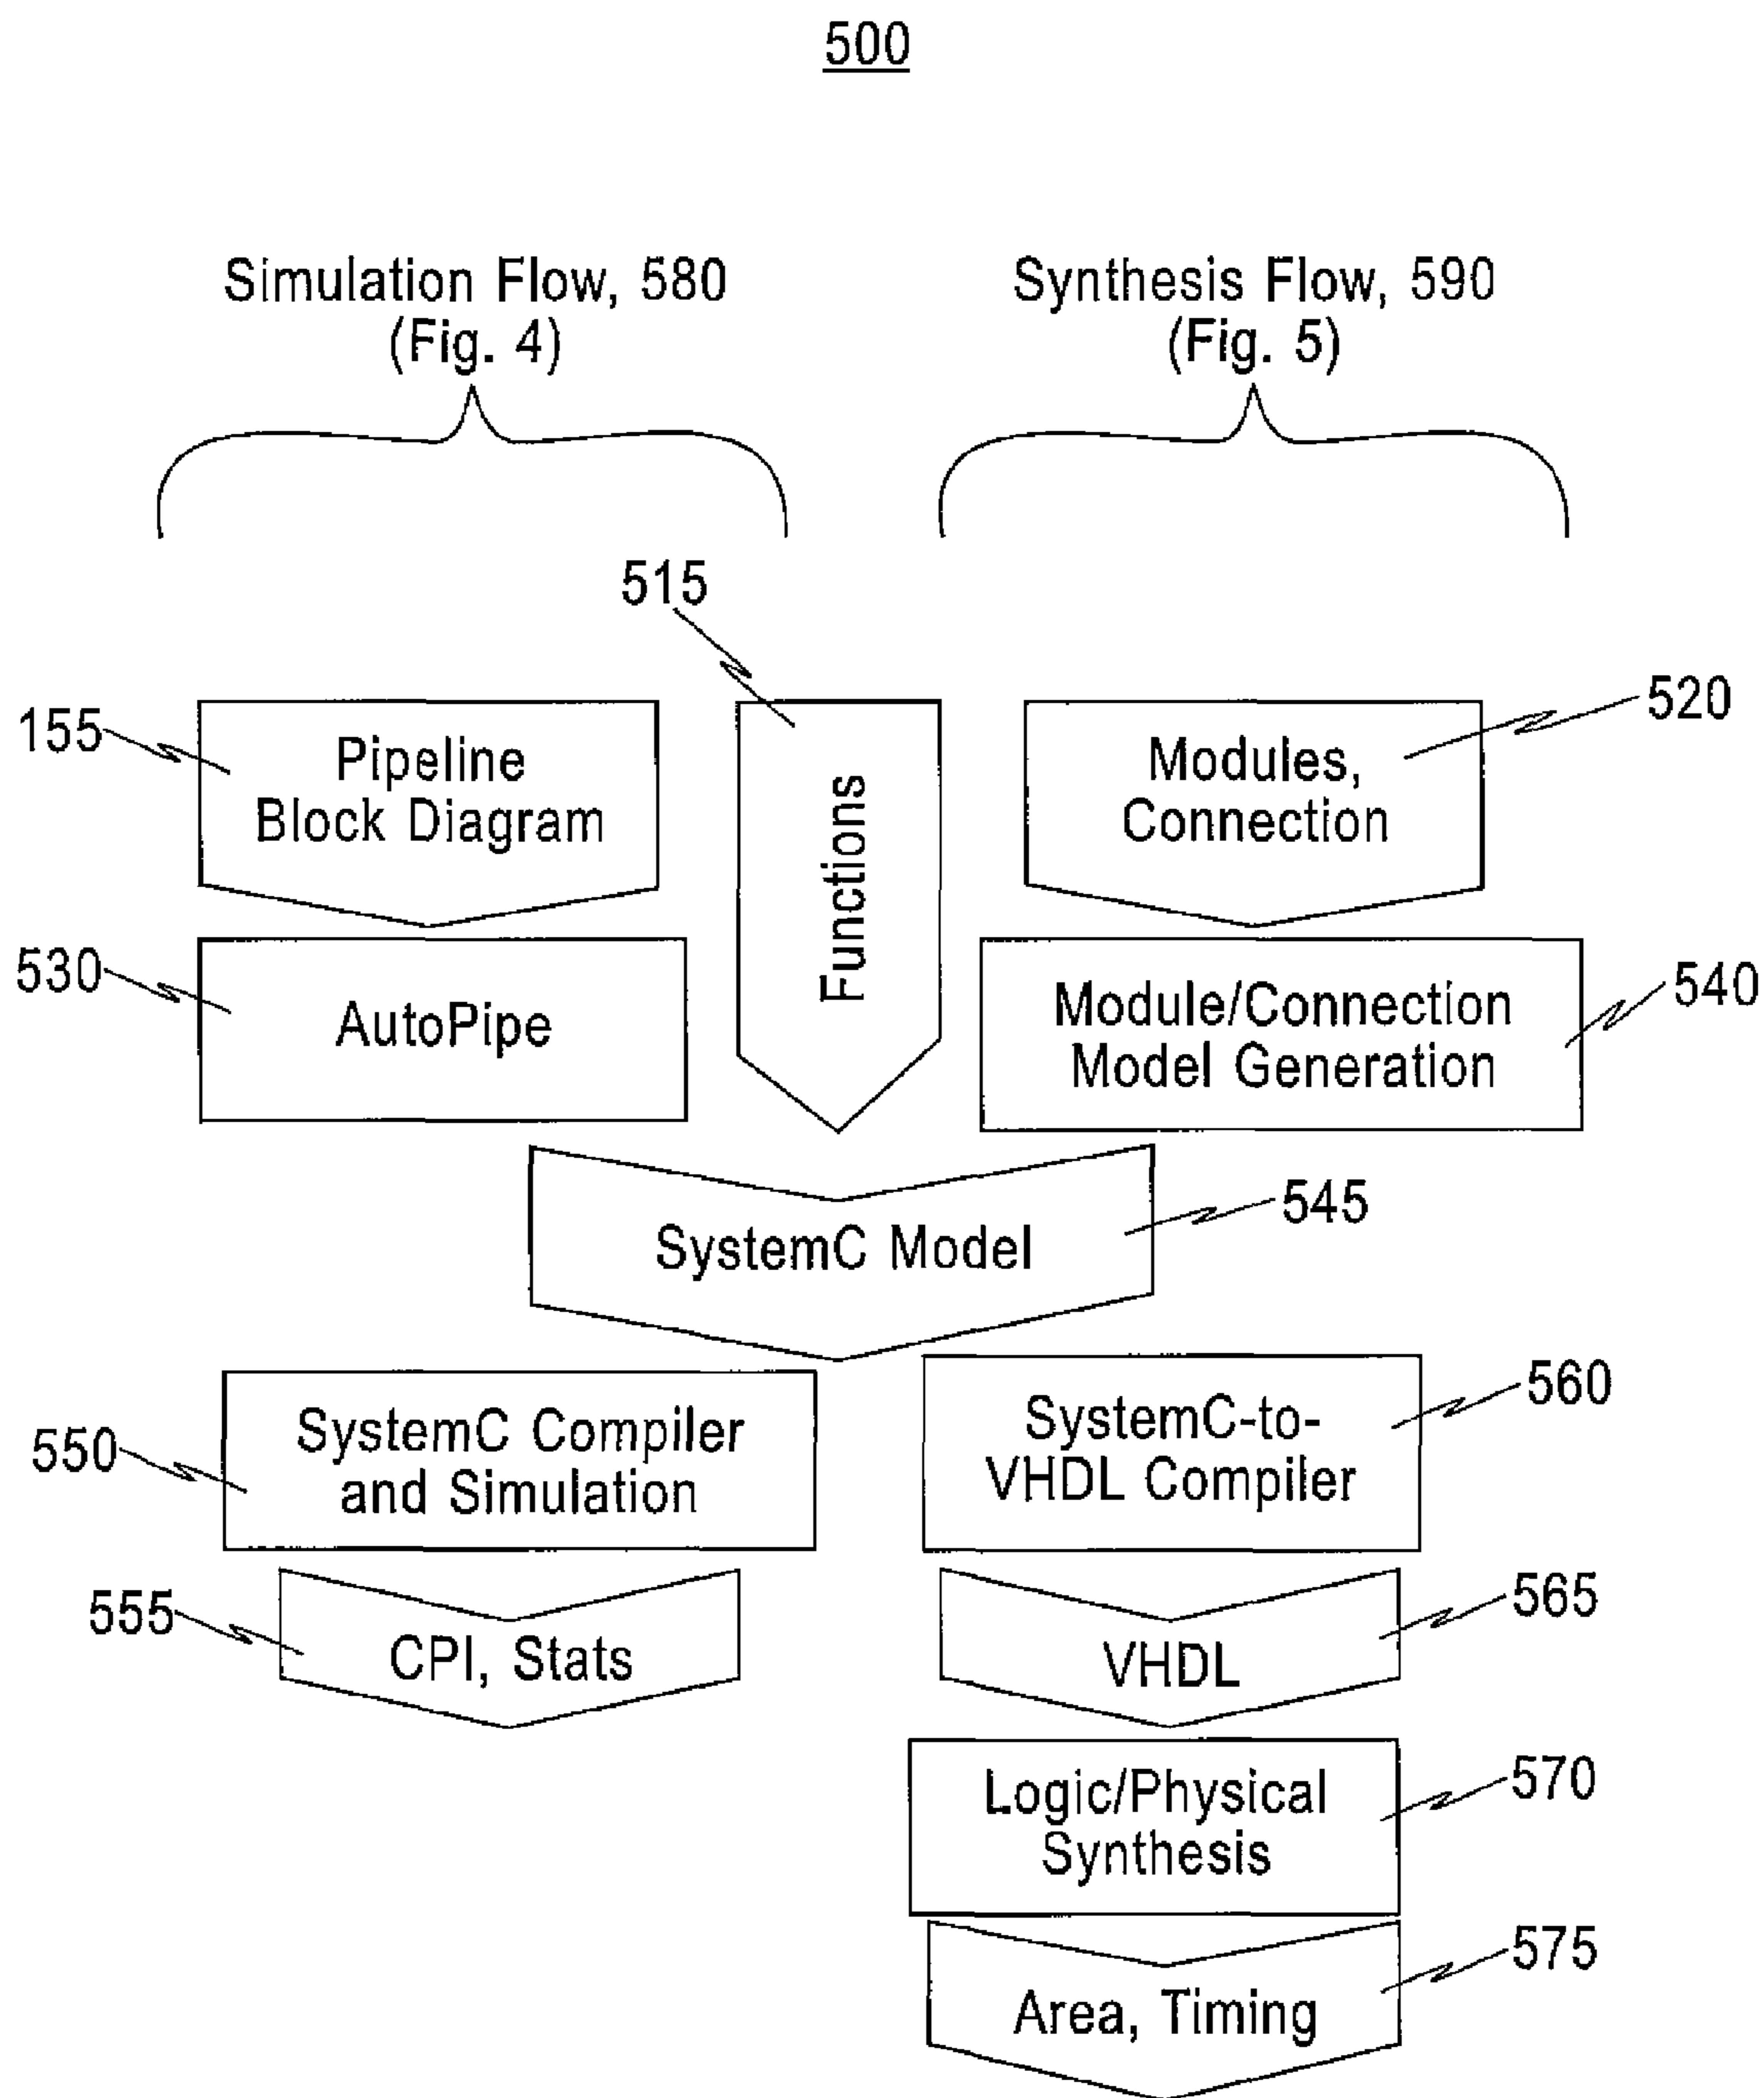 500
Simulation Flow, 580
(Fig. 4)
Synthesis Flow, 590
(Fig. 5)
515
155
Pipeline
Block Diagram
Functions
Modules,
Connection
520
530
AutoPipe
Module/Connection
Model Generation
540
SystemC Model
545
550
SystemC Compiler
and Simulation
SystemC-to-
VHDL Compiler
560
555
CPI, Stats
VHDL
565
Logic/Physical
Synthesis
570
Area, Timing
575